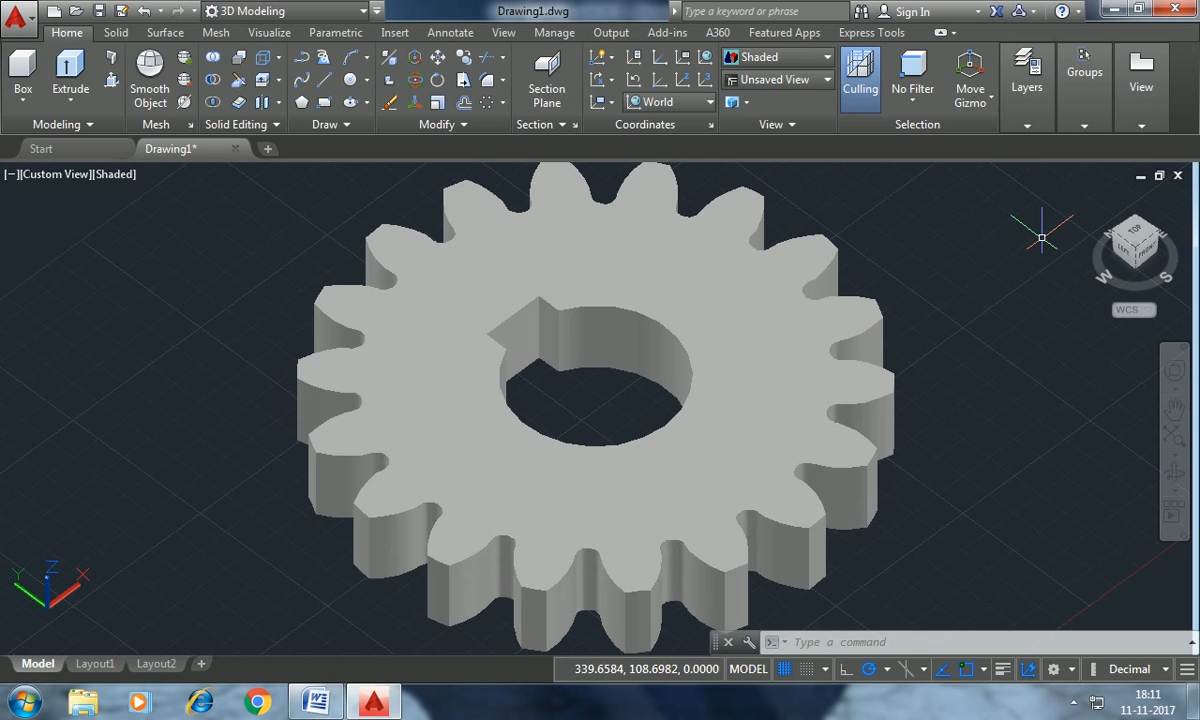 3D Modeling
Drawing1.dwg
Type a keyword or phrase
Sign In
Home Solid Surface Mesh Visualize Parametric Insert Annotate View Manage Output Add-ins A360 Featured Apps Express Tools
Box
Extrude
Smooth
Object
Section
Plane
World
Shaded
Unsaved View
Culling
No Filter
Move
Gizmo
Layers
Groups
View
Modeling
Mesh
Solid Editing
Draw
Modify
Section
Coordinates
View
Selection
Start
Drawing1*
[−][Custom View][Shaded]
TOP
LEFT
FRONT
N
E
W
S
WCS
Y
Z
X
Type a command
Model Layout1 Layout2
339.6584, 108.6982, 0.0000 MODEL
Decimal
18:11
11-11-2017